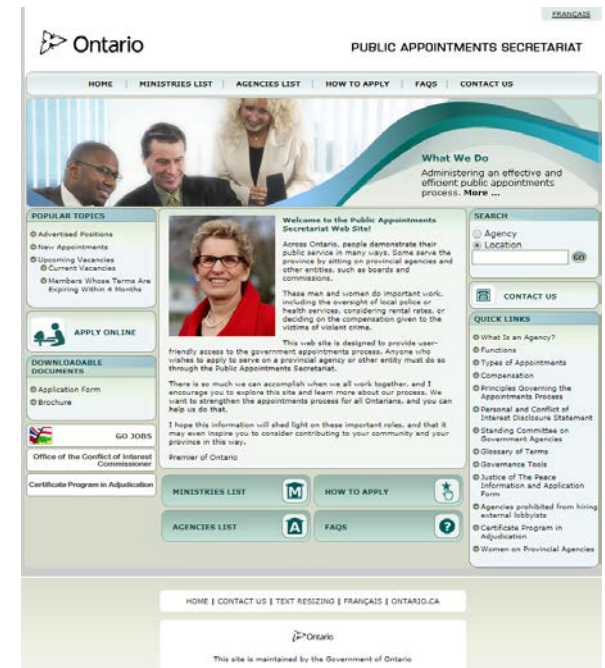 FRANÇAIS
Ontario
PUBLIC APPOINTMENTS SECRETARIAT
HOME | MINISTRIES LIST | AGENCIES LIST | HOW TO APPLY | FAQS | CONTACT US
What We Do
Administering an effective and
efficient public appointments
process. More ...
POPULAR TOPICS
Advertised Positions
New Appointments
Upcoming Vacancies
Current Vacancies
Members Whose Terms Are
Expiring Within 4 Months
APPLY ONLINE
DOWNLOADABLE
DOCUMENTS
Application Form
Brochure
GO JOBS
Office of the Conflict of Interest
Commissioner
Certificate Program in Adjudication
Welcome to the Public Appointments
Secretariat Web Site!
Across Ontario, people demonstrate their
public service in many ways. Some serve the
province by sitting on provincial agencies and
other entities, such as boards and
commissions.
These men and women do important work,
including the oversight of local police or
health services, considering rental rates, or
deciding on the compensation given to the
victims of violent crime.
This web site is designed to provide user-
friendly access to the government appointments process. Anyone who
wishes to apply to serve on a provincial agency or other entity must do so
through the Public Appointments Secretariat.
There is so much we can accomplish when we all work together, and I
encourage you to explore this site and learn more about our process. We
want to strengthen the appointments process for all Ontarians, and you can
help us do that.
I hope this information will shed light on these important roles, and that it
may even inspire you to consider contributing to your community and your
province in this way.
Premier of Ontario
MINISTRIES LIST
M
HOW TO APPLY
AGENCIES LIST
A
FAQS
?
SEARCH
Agency
Location
GO
CONTACT US
QUICK LINKS
What Is an Agency?
Functions
Types of Appointments
Compensation
Principles Governing the
Appointments Process
Personal and Conflict of
Interest Disclosure Statement
Standing Committee on
Government Agencies
Glossary of Terms
Governance Tools
Justice of The Peace
Information and Application
Form
Agencies prohibited from hiring
external lobbyists
Certificate Program in
Adjudication
Women on Provincial Agencies
HOME | CONTACT US | TEXT RESIZING | FRANÇAIS | ONTARIO.CA
Ontario
This site is maintained by the Government of Ontario